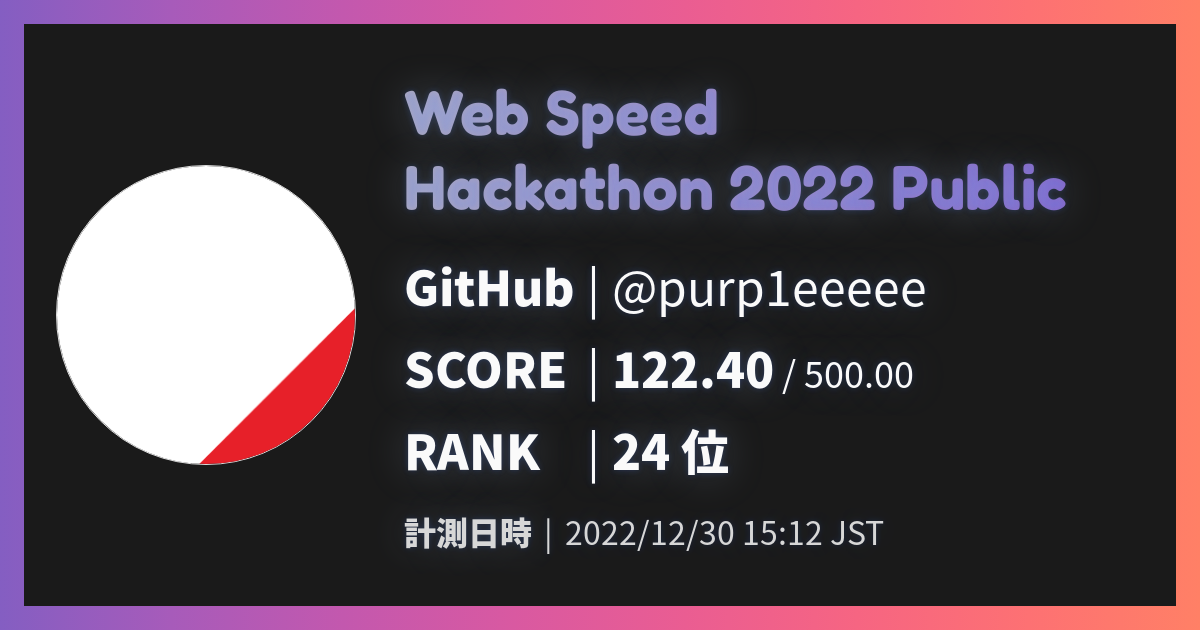 Web Speed
Hackathon 2022 Public
GitHub | @purp1eeeee
SCORE | 122.40 / 500.00
RANK | 24 位
計測日時 | 2022/12/30 15:12 JST